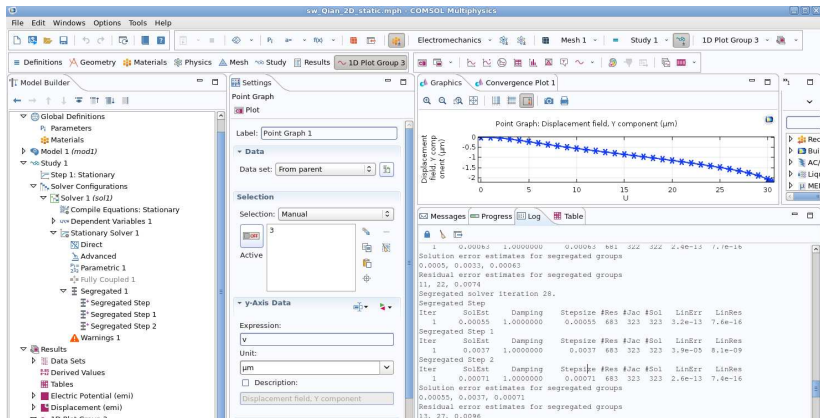 sw_Qian_2D_static.mph - COMSOL Multiphysics
File Edit Windows Options Tools Help
Electromechanics Mesh 1 Study 1 1D Plot Group 3
Definitions Geometry Materials Physics Mesh Study Results 1D Plot Group 3
Model Builder
Global Definitions
Pi Parameters
Materials
Model 1 (mod1)
Study 1
Step 1: Stationary
Solver Configurations
Solver 1 (sol1)
Compile Equations: Stationary
Dependent Variables 1
Stationary Solver 1
Direct
Advanced
Parametric 1
Fully Coupled 1
Segregated 1
Segregated Step
Segregated Step 1
Segregated Step 2
Warnings 1
Results
Data Sets
Derived Values
Tables
Electric Potential (emi)
Displacement (emi)
Settings
Point Graph
Plot
Label: Point Graph 1
Data
Data set: From parent
Selection
Selection: Manual
3
Active
y-Axis Data
Expression:
v
Unit:
μm
Description:
Displacement field, Y component
Graphics Convergence Plot 1
Point Graph: Displacement field, Y component (μm)
Displacement
field, Y comp
onent (μm)
0
-0.5
-1
-1.5
-2
0 5 10 15 20 25 30
U
Messages Progress Log Table
1 0.00063 1.0000000 0.00063 681 322 322 2.4e-13 7.7e-16
Solution error estimates for segregated groups
0.0005, 0.0033, 0.00063
Residual error estimates for segregated groups
11, 22, 0.0074
Segregated solver iteration 28.
Segregated Step
Iter SolEst Damping Stepsize #Res #Jac #Sol LinErr LinRes
1 0.00055 1.0000000 0.00055 683 323 323 3.2e-13 7.6e-16
Segregated Step 1
Iter SolEst Damping Stepsize #Res #Jac #Sol LinErr LinRes
1 0.0037 1.0000000 0.0037 683 323 323 3.9e-05 8.1e-09
Segregated Step 2
Iter SolEst Damping Stepsize #Res #Jac #Sol LinErr LinRes
1 0.00071 1.0000000 0.00071 683 323 323 2.6e-13 7.4e-16
Solution error estimates for segregated groups
0.00055, 0.0037, 0.00071
Residual error estimates for segregated groups
13, 27, 0.0096
Rec
Bui
AC/
Liqu
MEI